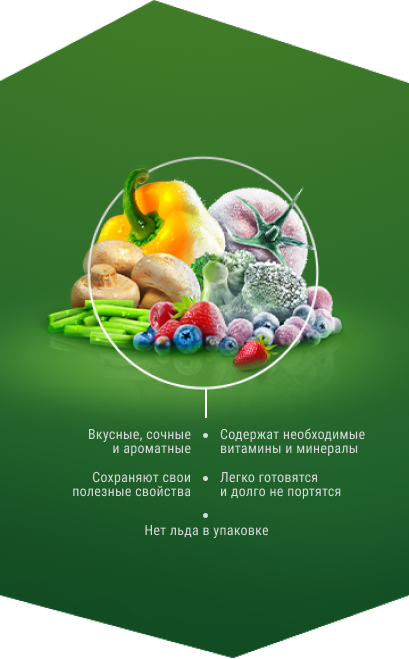 Вкусные, сочные
и ароматные
Содержат необходимые
витамины и минералы
Сохраняют свои
полезные свойства
Легко готовятся
и долго не портятся
Нет льда в упаковке